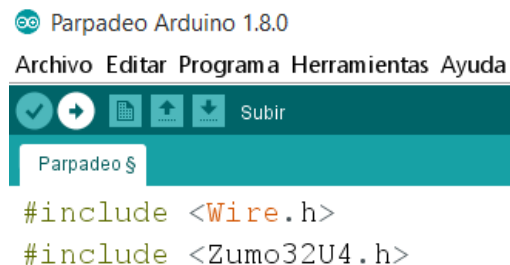 Parpadeo Arduino 1.8.0
Archivo Editar Programa Herramientas Ayuda
Subir
Parpadeo §
#include <Wire.h>
#include <Zumo32U4.h>